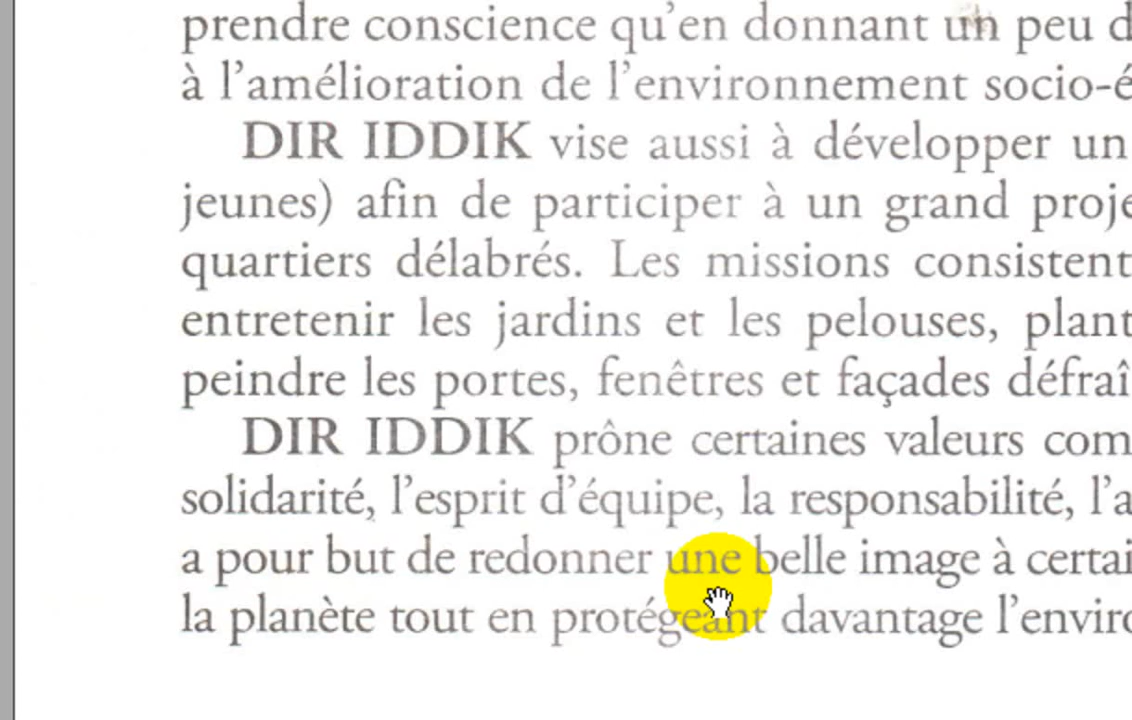 prendre conscience qu'en donnant un peu d
à l'amélioration de l'environnement socio-é
DIR IDDIK vise aussi à développer un
jeunes) afin de participer à un grand proje
quartiers délabrés. Les missions consistent
entretenir les jardins et les pelouses, plant
peindre les portes, fenêtres et façades défraî
DIR IDDIK prône certaines valeurs com
solidarité, l'esprit d'équipe, la responsabilité, l'a
a pour but de redonner une belle image à certai
la planète tout en protégeant davantage l'enviro